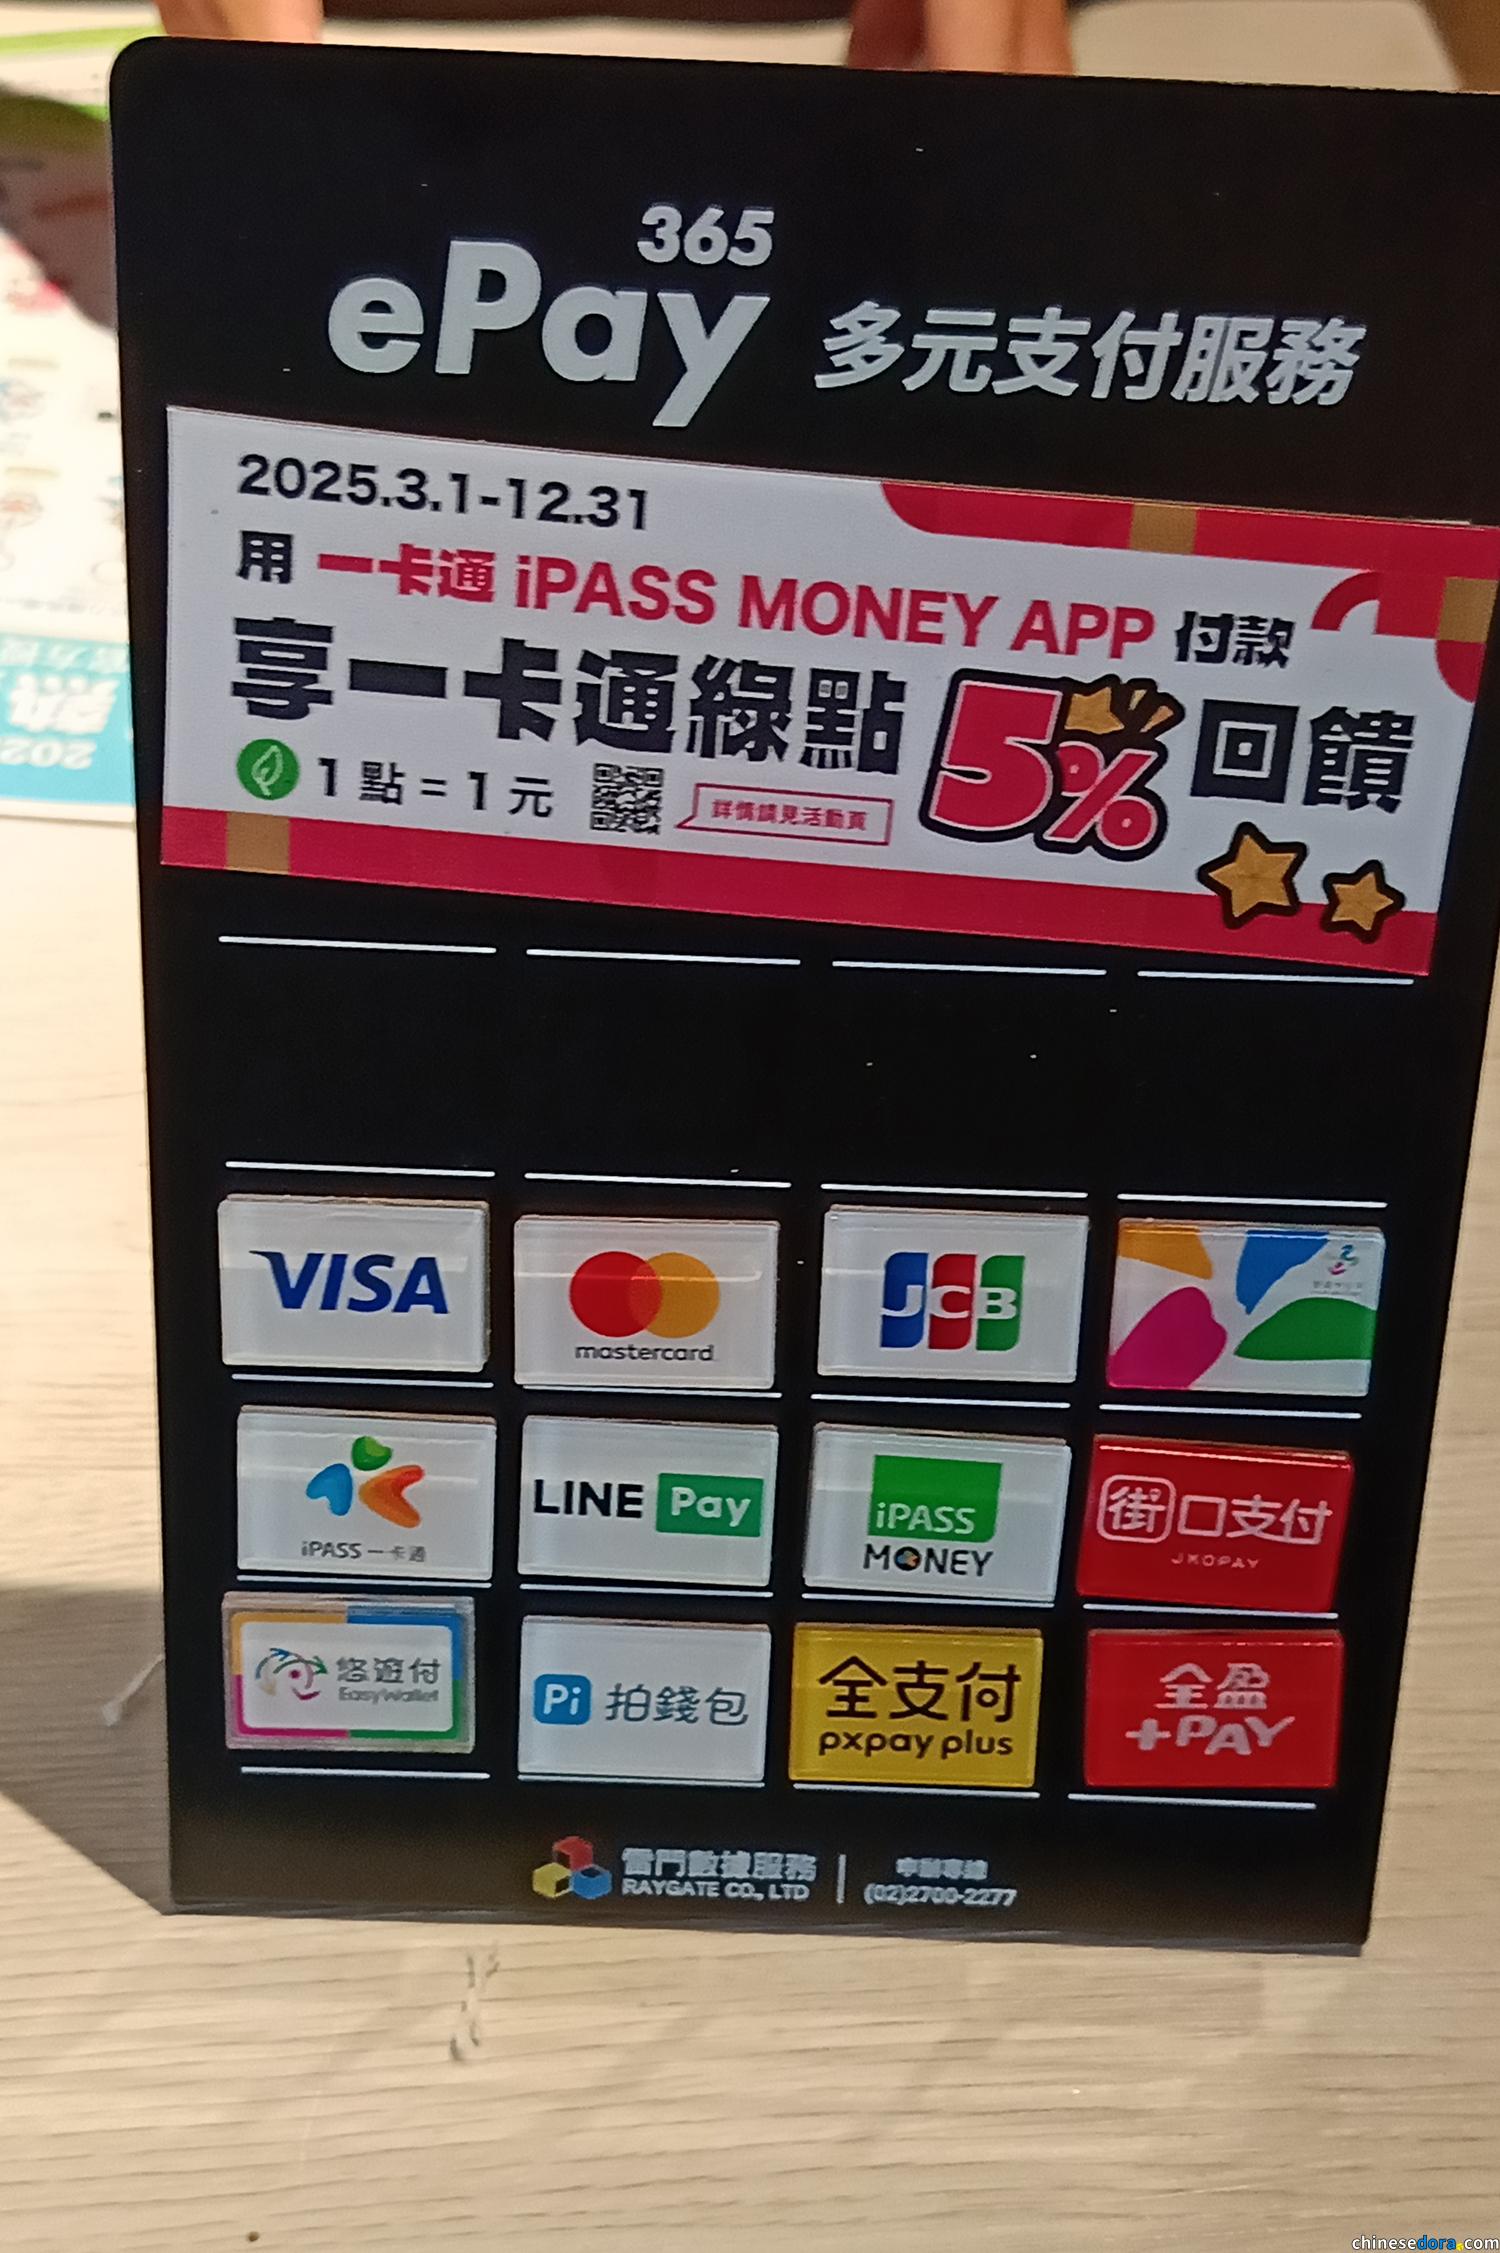 365
ePay 多元支付服務
2025.3.1-12.31
用 一卡通 iPASS MONEY APP 付款
享一卡通綠點 5% 回饋
1 點 = 1 元
詳情請見活動頁
VISA
mastercard
JCB
iPASS 一卡通
LINE Pay
iPASS
MONEY
街口支付
JKOPAY
悠遊付
EasyWallet
Pi 拍錢包
全支付
pxpay plus
全盈
+PAY
雷門數據服務
RAYGATE CO., LTD
申辦專線
(02)2700-2277
chinesedora.com